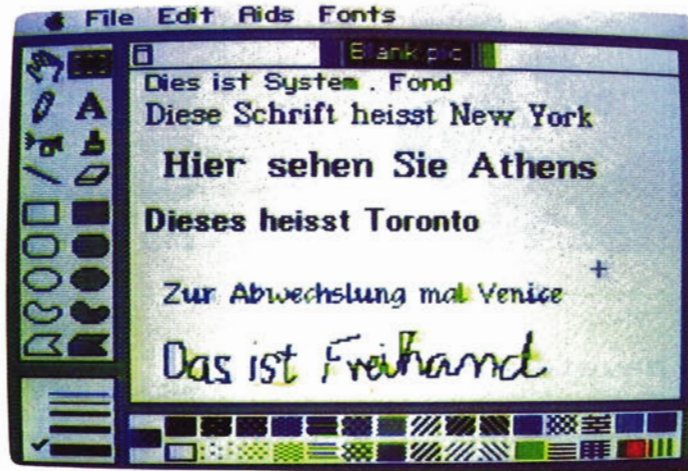 File Edit Aids Fonts
Blank.pic
Dies ist System . Fond
Diese Schrift heisst New York
Hier sehen Sie Athens
Dieses heisst Toronto
Zur Abwechslung mal Venice
Das ist Freihand
A